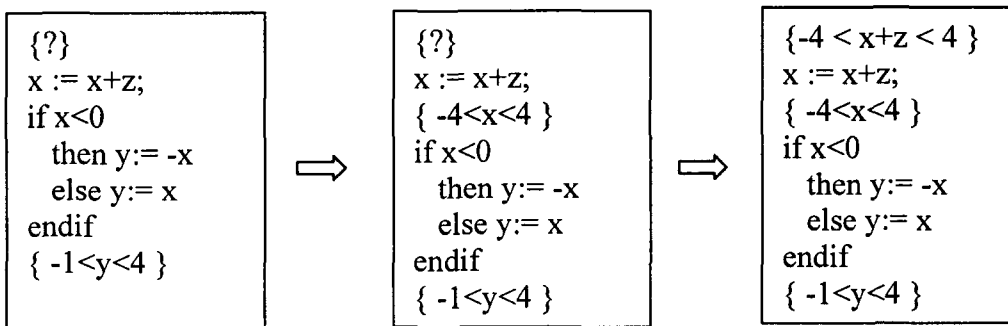 {?}
x := x+z;
if x<0
then y:= -x
else y:= x
endif
{ -1<y<4 }
{?}
x := x+z;
{ -4<x<4 }
if x<0
then y:= -x
else y:= x
endif
{ -1<y<4 }
{-4 < x+z < 4 }
x := x+z;
{ -4<x<4 }
if x<0
then y:= -x
else y:= x
endif
{ -1<y<4 }